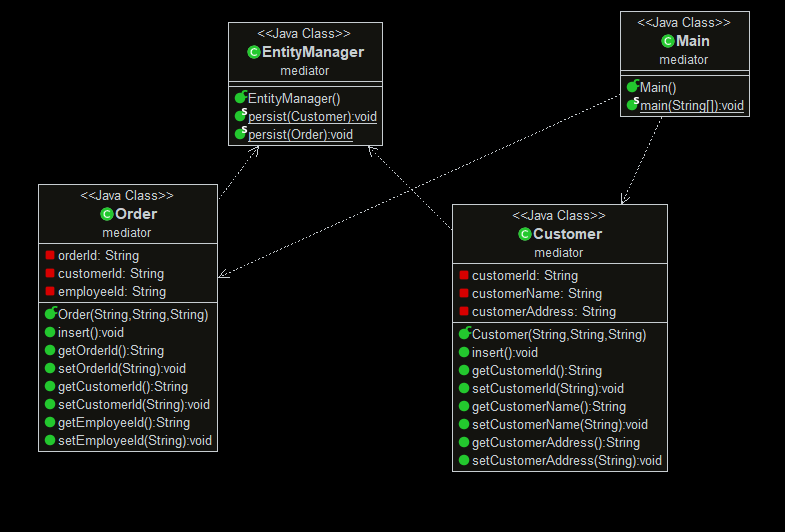 <<Java Class>>
EntityManager
mediator
EntityManager()
persist(Customer):void
persist(Order):void
<<Java Class>>
Main
mediator
Main()
main(String[]):void
<<Java Class>>
Order
mediator
orderId: String
customerId: String
employeeId: String
Order(String,String,String)
insert():void
getOrderId():String
setOrderId(String):void
getCustomerId():String
setCustomerId(String):void
getEmployeeId():String
setEmployeeId(String):void
<<Java Class>>
Customer
mediator
customerId: String
customerName: String
customerAddress: String
Customer(String,String,String)
insert():void
getCustomerId():String
setCustomerId(String):void
getCustomerName():String
setCustomerName(String):void
getCustomerAddress():String
setCustomerAddress(String):void